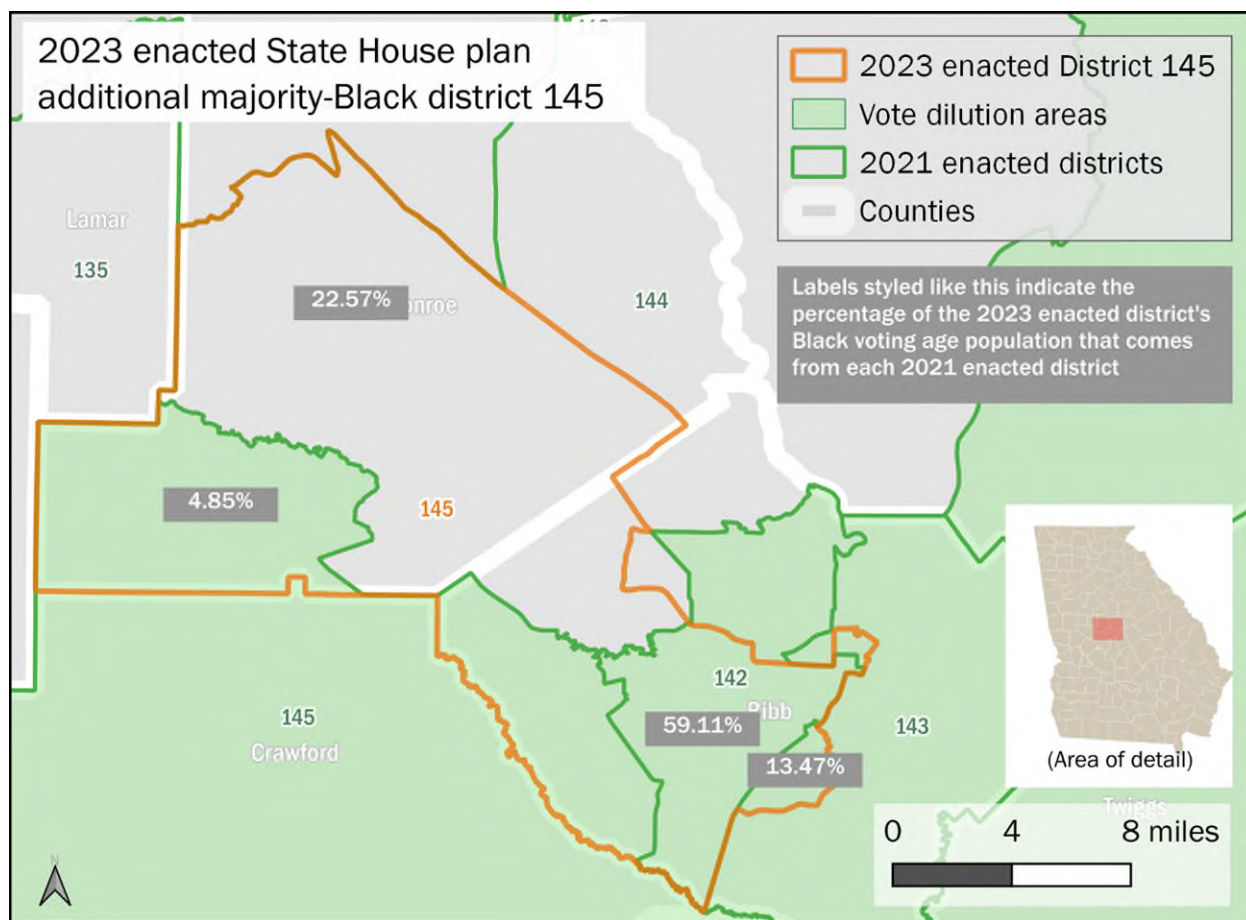 2023 enacted State House plan
additional majority-Black district 145
2023 enacted District 145
Vote dilution areas
2021 enacted districts
Counties
Labels styled like this indicate the
percentage of the 2023 enacted district's
Black voting age population that comes
from each 2021 enacted district
Lamar
135
22.57%
144
4.85%
145
142
Bibb
59.11%
143
13.47%
145
Crawford
Twiggs
(Area of detail)
0 4 8 miles
N